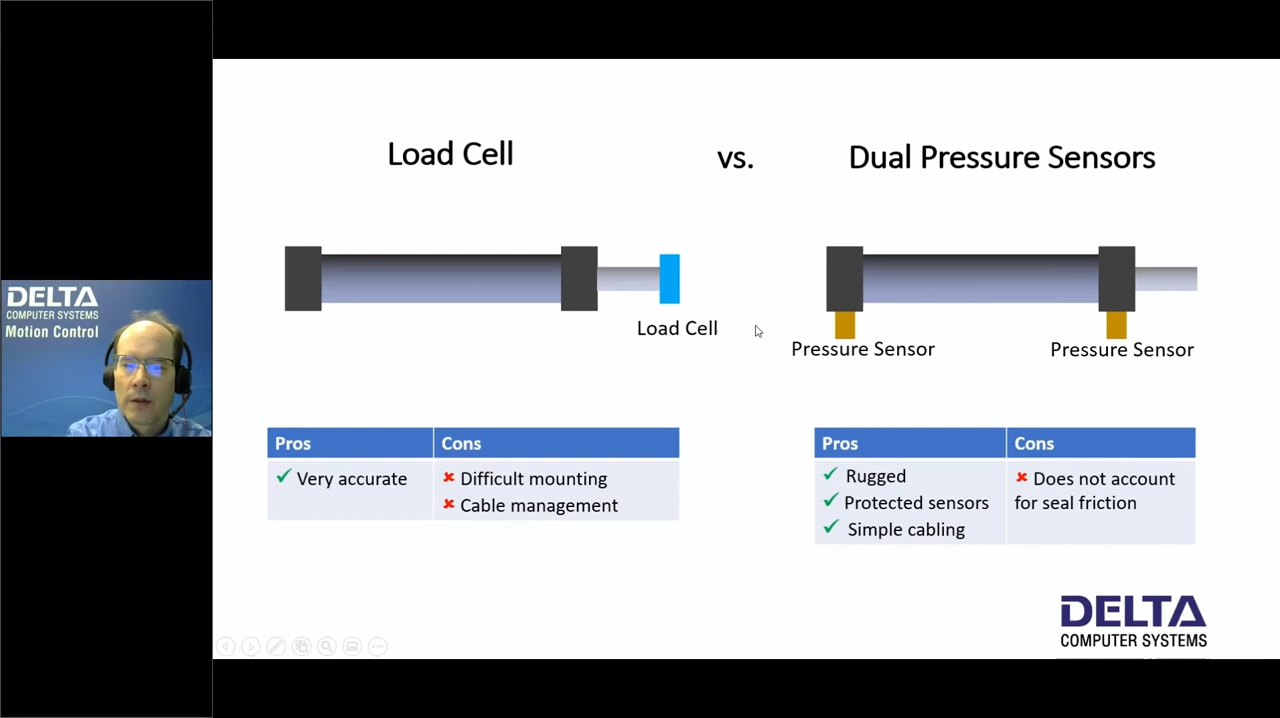 DELTA
COMPUTER SYSTEMS
Motion Control
Load Cell
vs.
Dual Pressure Sensors
Load Cell
Pressure Sensor
Pressure Sensor
Pros
Cons
✓ Very accurate
✘ Difficult mounting
✘ Cable management
Pros
Cons
✓ Rugged
✓ Protected sensors
✓ Simple cabling
✘ Does not account
for seal friction
DELTA
COMPUTER SYSTEMS